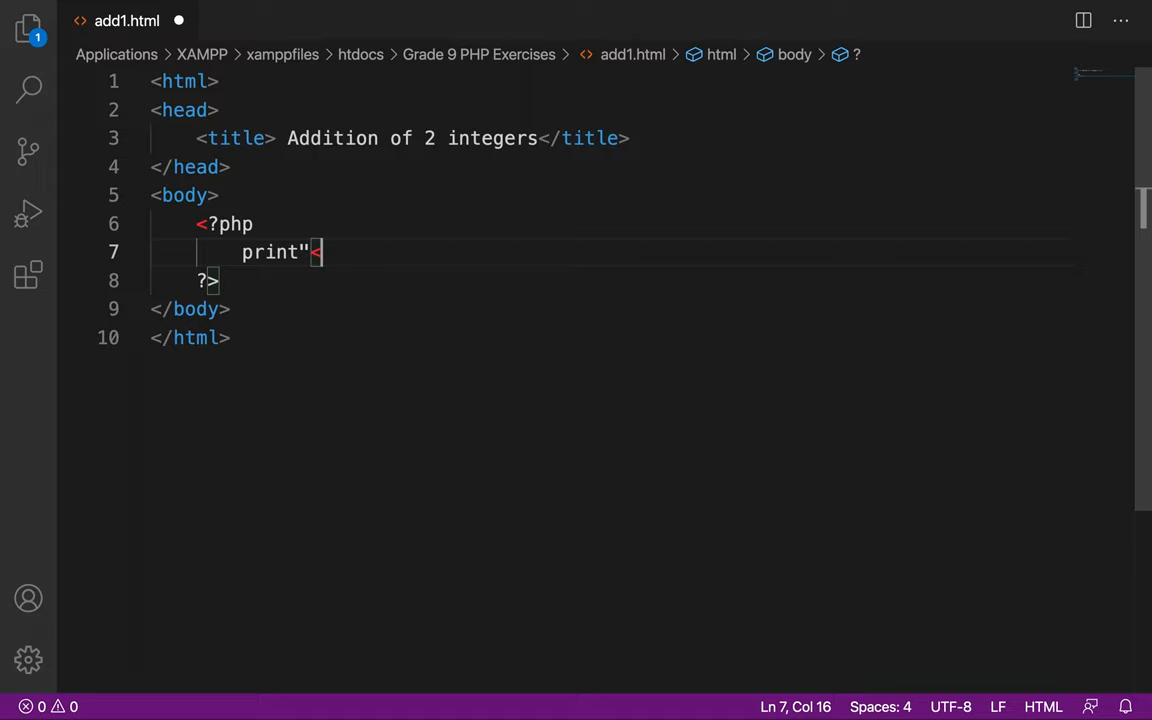 add1.html
1
Applications > XAMPP > xamppfiles > htdocs > Grade 9 PHP Exercises > add1.html > html > body > ?
1 <html>
2 <head>
3 <title> Addition of 2 integers</title>
4 </head>
5 <body>
6 <?php
7 print"<
8 ?>
9 </body>
10 </html>
0 0 Ln 7, Col 16 Spaces: 4 UTF-8 LF HTML